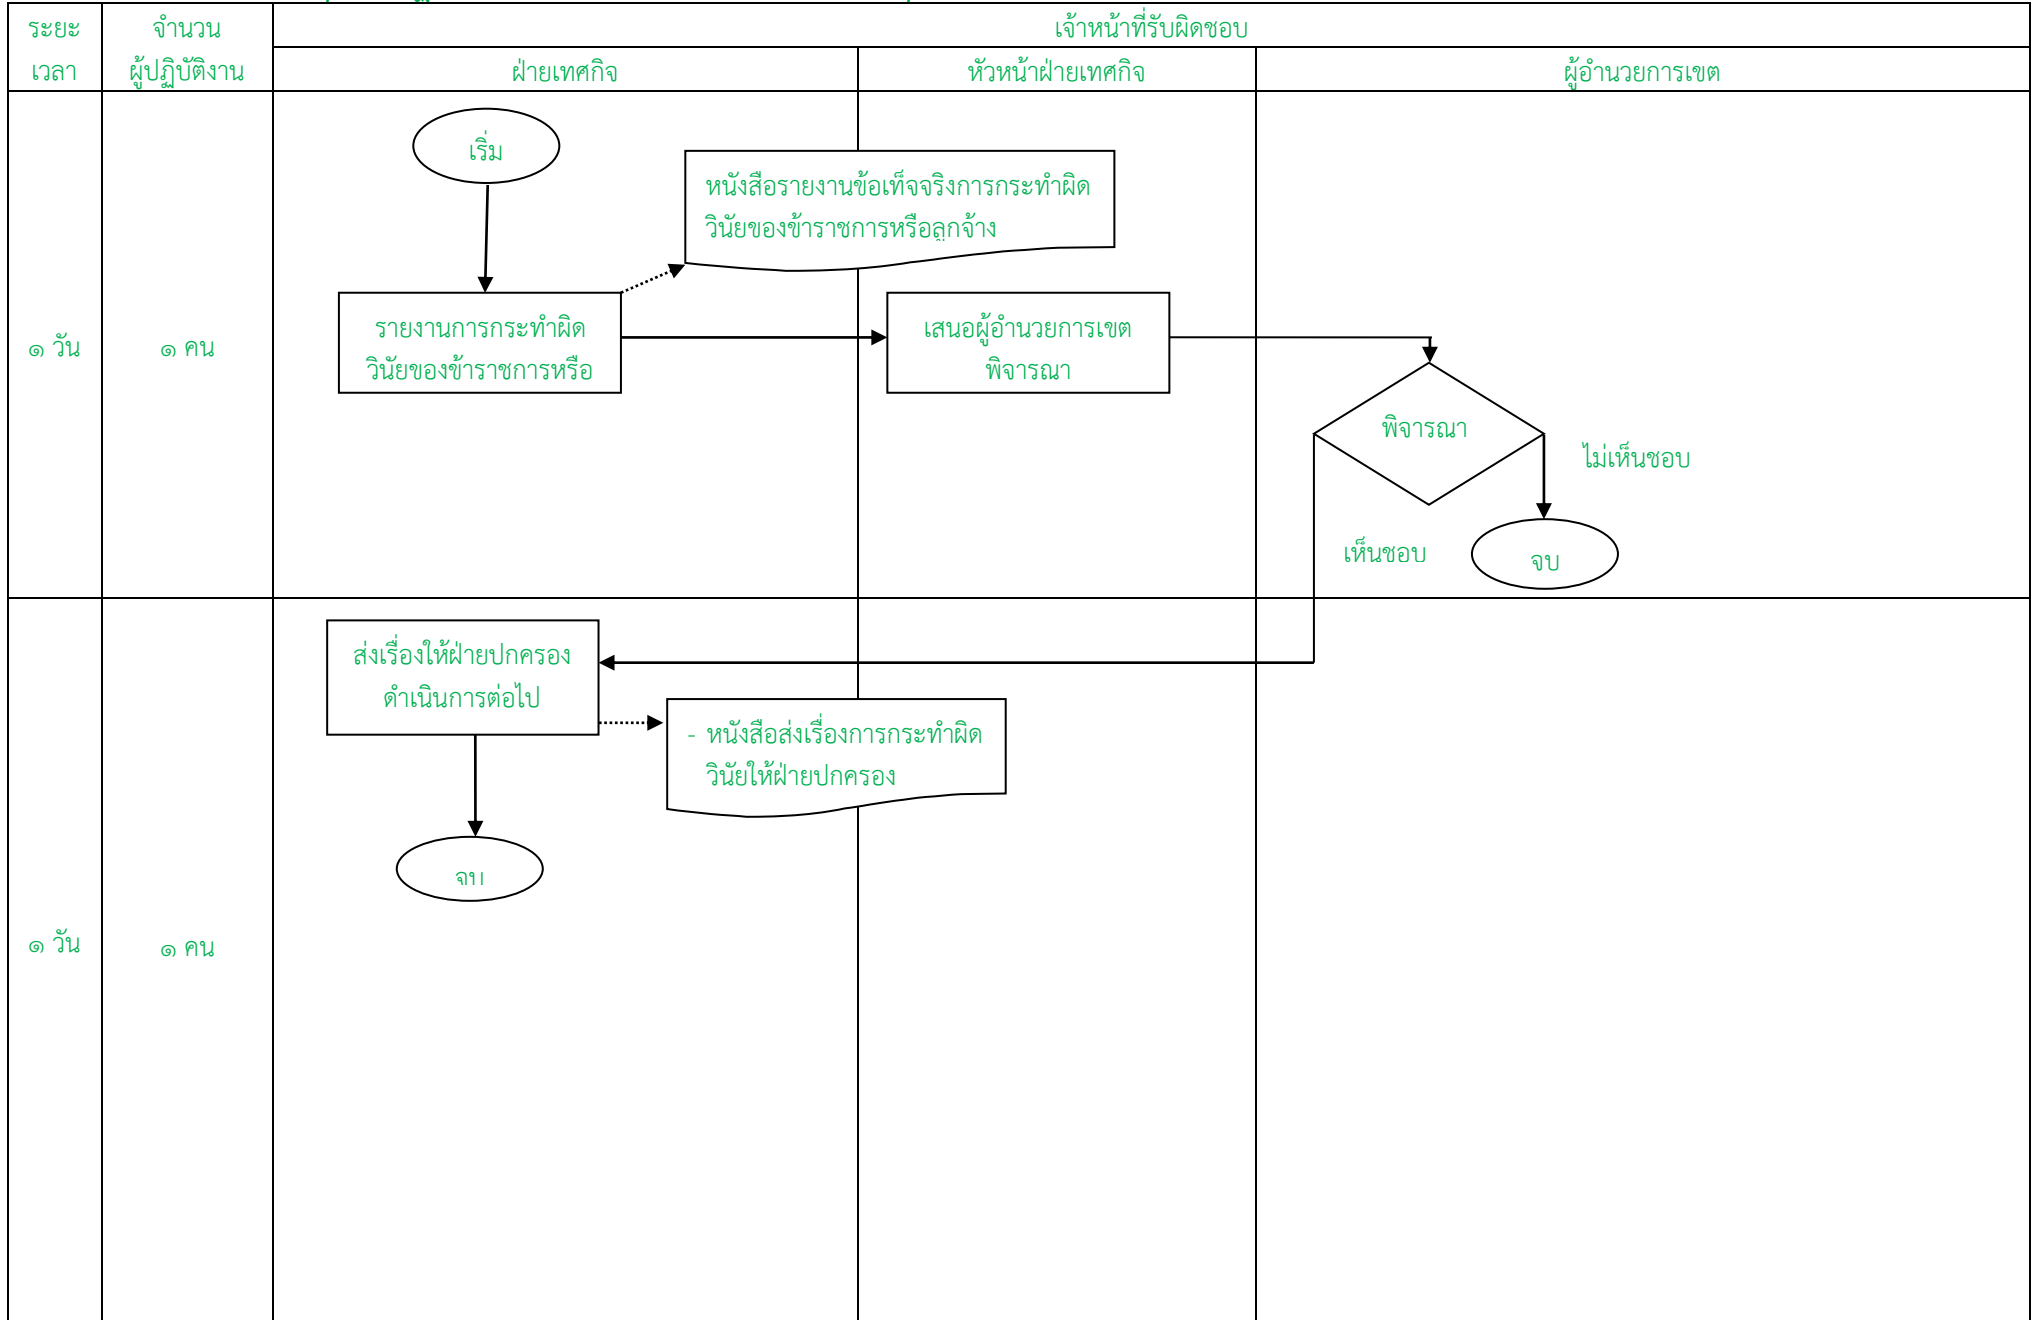 ระยะ
เวลา
จำนวน
ผู้ปฏิบัติงาน
เจ้าหน้าที่รับผิดชอบ
ฝ่ายเทศกิจ
หัวหน้าฝ่ายเทศกิจ
ผู้อำนวยการเขต
เริ่ม
หนังสือรายงานข้อเท็จจริงการกระทำผิด
วินัยของข้าราชการหรือลูกจ้าง
๑ วัน
๑ คน
รายงานการกระทำผิด
วินัยของข้าราชการหรือ
เสนอผู้อำนวยการเขต
พิจารณา
พิจารณา
ไม่เห็นชอบ
เห็นชอบ
จบ
ส่งเรื่องให้ฝ่ายปกครอง
ดำเนินการต่อไป
- หนังสือส่งเรื่องการกระทำผิด
วินัยให้ฝ่ายปกครอง
จบ
๑ วัน
๑ คน